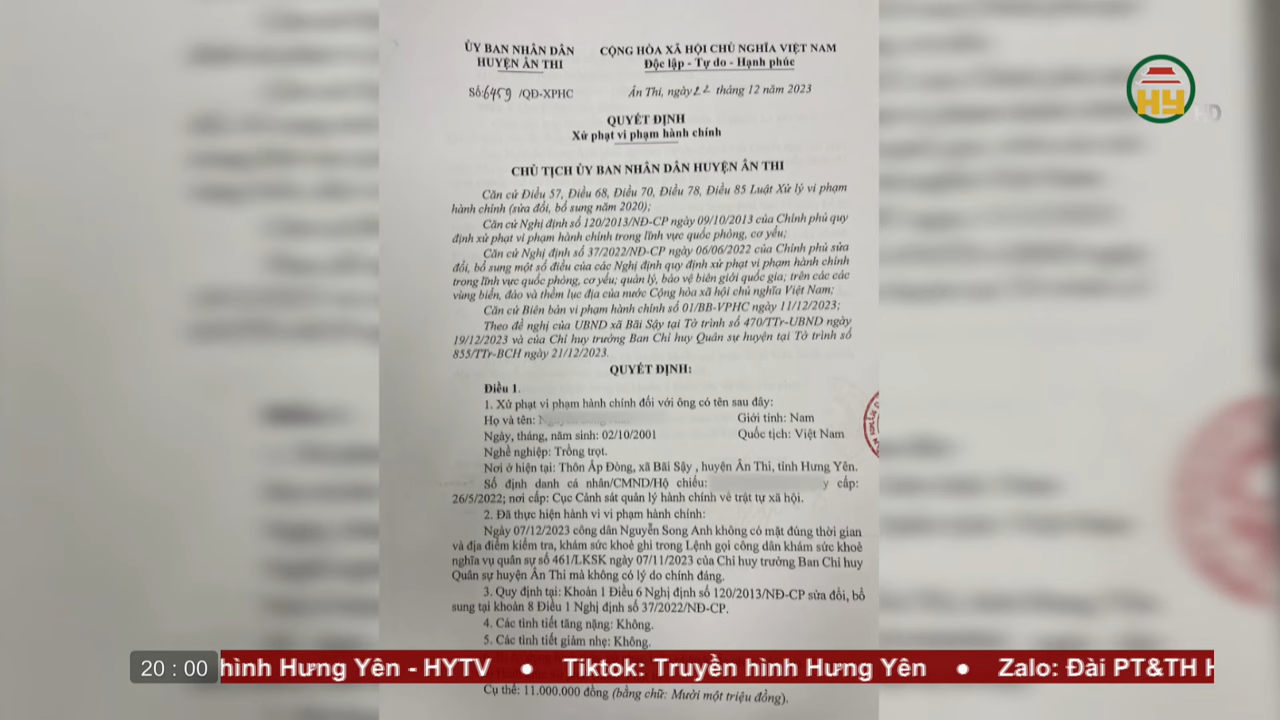 ỦY BAN NHÂN DÂN
HUYỆN ÂN THI
CỘNG HÒA XÃ HỘI CHỦ NGHĨA VIỆT NAM
Độc lập - Tự do - Hạnh phúc
Số: 6459 /QĐ-XPHC
Ân Thi, ngày 22 tháng 12 năm 2023
QUYẾT ĐỊNH
Xử phạt vi phạm hành chính
CHỦ TỊCH ỦY BAN NHÂN DÂN HUYỆN ÂN THI
Căn cứ Điều 57, Điều 68, Điều 70, Điều 78, Điều 85 Luật Xử lý vi phạm
hành chính (sửa đổi, bổ sung năm 2020);
Căn cứ Nghị định số 120/2013/NĐ-CP ngày 09/10/2013 của Chính phủ quy
định xử phạt vi phạm hành chính trong lĩnh vực quốc phòng, cơ yếu;
Căn cứ Nghị định số 37/2022/NĐ-CP ngày 06/06/2022 của Chính phủ sửa
đổi, bổ sung một số điều của các Nghị định quy định xử phạt vi phạm hành chính
trong lĩnh vực quốc phòng, cơ yếu; quản lý, bảo vệ biên giới quốc gia; trên các các
vùng biển, đảo và thềm lục địa của nước Cộng hòa xã hội chủ nghĩa Việt Nam;
Căn cứ Biên bản vi phạm hành chính số 01/BB-VPHC ngày 11/12/2023;
Theo đề nghị của UBND xã Bãi Sậy tại Tờ trình số 470/TTr-UBND ngày
19/12/2023 và của Chỉ huy trưởng Ban Chỉ huy Quân sự huyện tại Tờ trình số
855/TTr-BCH ngày 21/12/2023.
QUYẾT ĐỊNH:
Điều 1.
1. Xử phạt vi phạm hành chính đối với ông có tên sau đây:
Họ và tên:
Giới tính: Nam
Ngày, tháng, năm sinh: 02/10/2001
Quốc tịch: Việt Nam
Nghề nghiệp: Trồng trọt.
Nơi ở hiện tại: Thôn Ấp Đòng, xã Bãi Sậy , huyện Ân Thi, tỉnh Hưng Yên.
Số định danh cá nhân/CMND/Hộ chiếu: y cấp:
26/5/2022; nơi cấp: Cục Cảnh sát quản lý hành chính về trật tự xã hội.
2. Đã thực hiện hành vi vi phạm hành chính:
Ngày 07/12/2023 công dân Nguyễn Song Anh không có mặt đúng thời gian
và địa điểm kiểm tra, khám sức khoẻ ghi trong Lệnh gọi công dân khám sức khoẻ
nghĩa vụ quân sự số 461/LKSK ngày 07/11/2023 của Chỉ huy trưởng Ban Chỉ huy
Quân sự huyện Ân Thi mà không có lý do chính đáng.
3. Quy định tại: Khoản 1 Điều 6 Nghị định số 120/2013/NĐ-CP sửa đổi, bổ
sung tại khoản 8 Điều 1 Nghị định số 37/2022/NĐ-CP.
4. Các tình tiết tăng nặng: Không.
5. Các tình tiết giảm nhẹ: Không.
Cụ thể: 11.000.000 đồng (bằng chữ: Mười một triệu đồng).
HY
HD
20 : 00
hình Hưng Yên - HYTV ● Tiktok: Truyền hình Hưng Yên ● Zalo: Đài PT&TH H